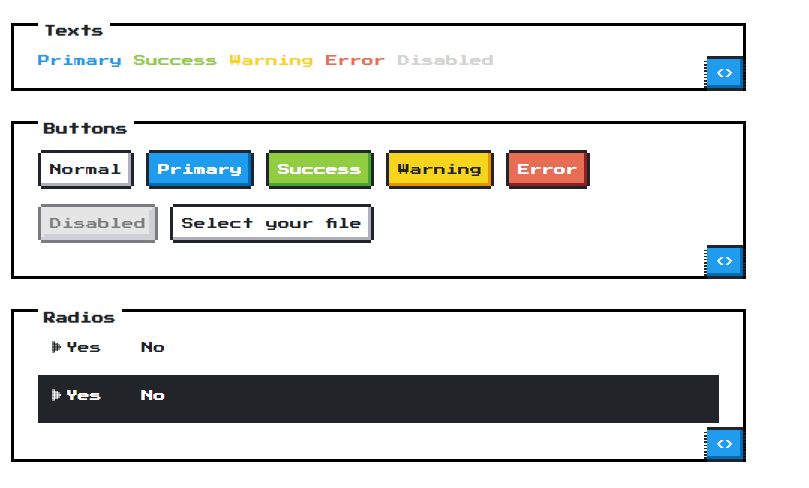 Texts
Primary Success Warning Error Disabled
<>
Buttons
Normal Primary Success Warning Error
Disabled Select your file
<>
Radios
Yes No
Yes No
<>